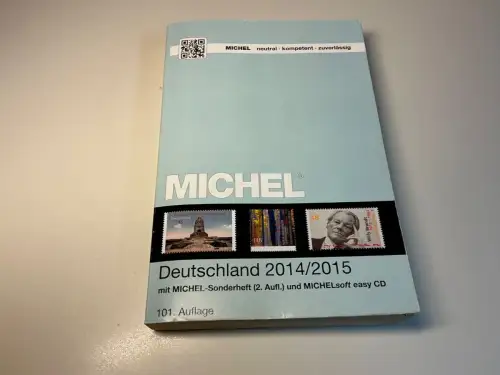 MICHEL neutral · kompetent · zuverlässig
MICHEL
Deutschland 2014/2015
mit MICHEL-Sonderheft (2. Aufl.) und MICHELsoft easy CD
101. Auflage